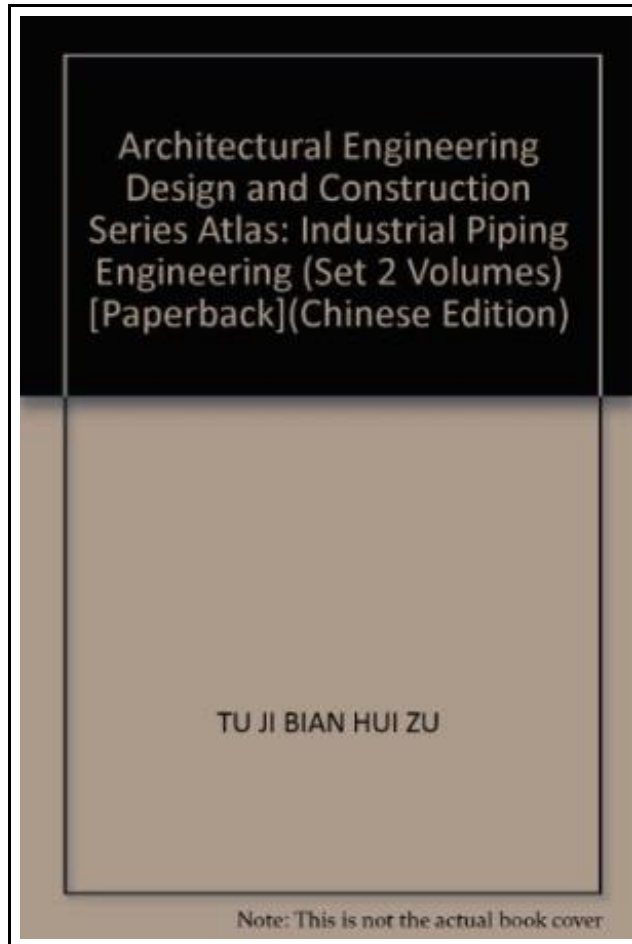 Architectural Engineering
Design and Construction
Series Atlas: Industrial Piping
Engineering (Set 2 Volumes)
[Paperback](Chinese Edition)
TU JI BIAN HUI ZU
Note: This is not the actual book cover